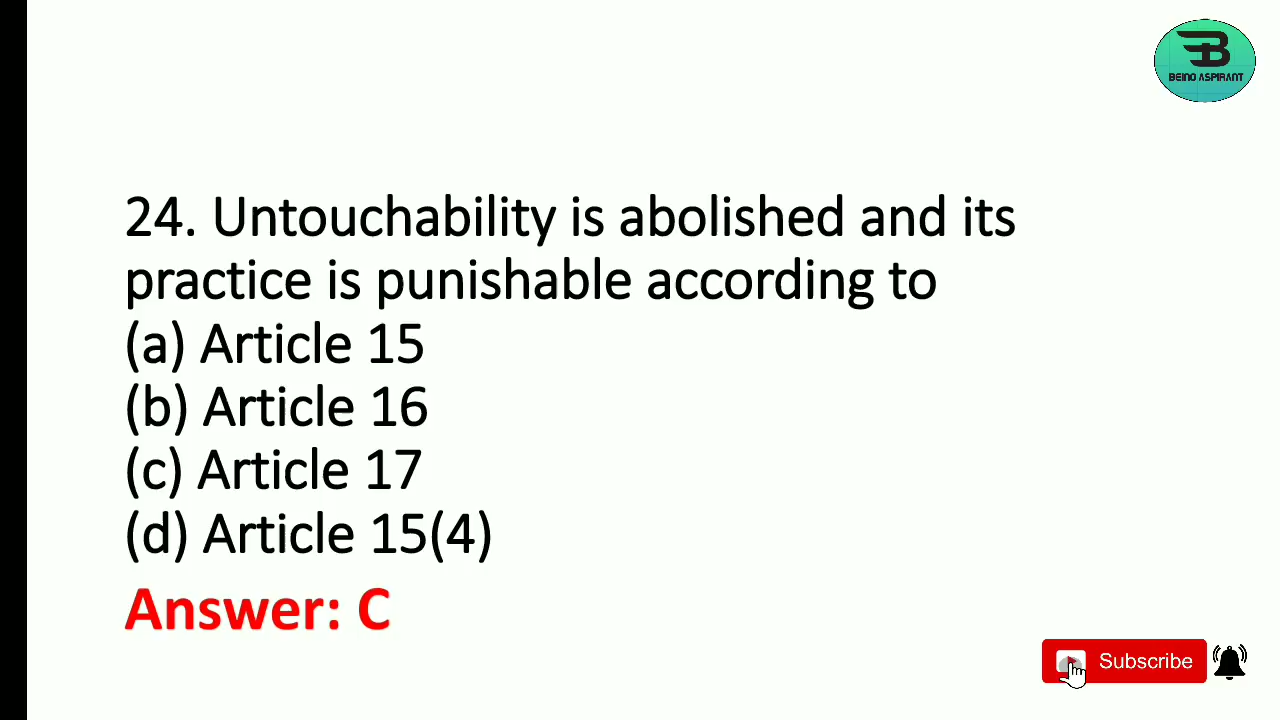 BEINO ASPIRANT
24. Untouchability is abolished and its
practice is punishable according to
(a) Article 15
(b) Article 16
(c) Article 17
(d) Article 15(4)
Answer: C
Subscribe